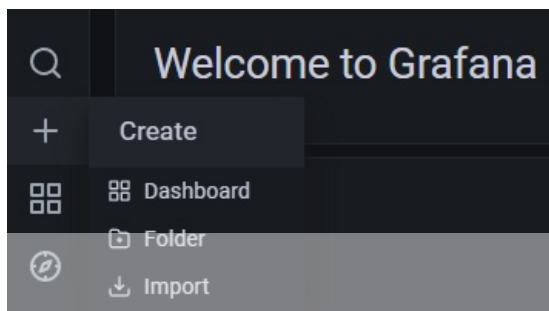 Welcome to Grafana
Create
Dashboard
Folder
Import